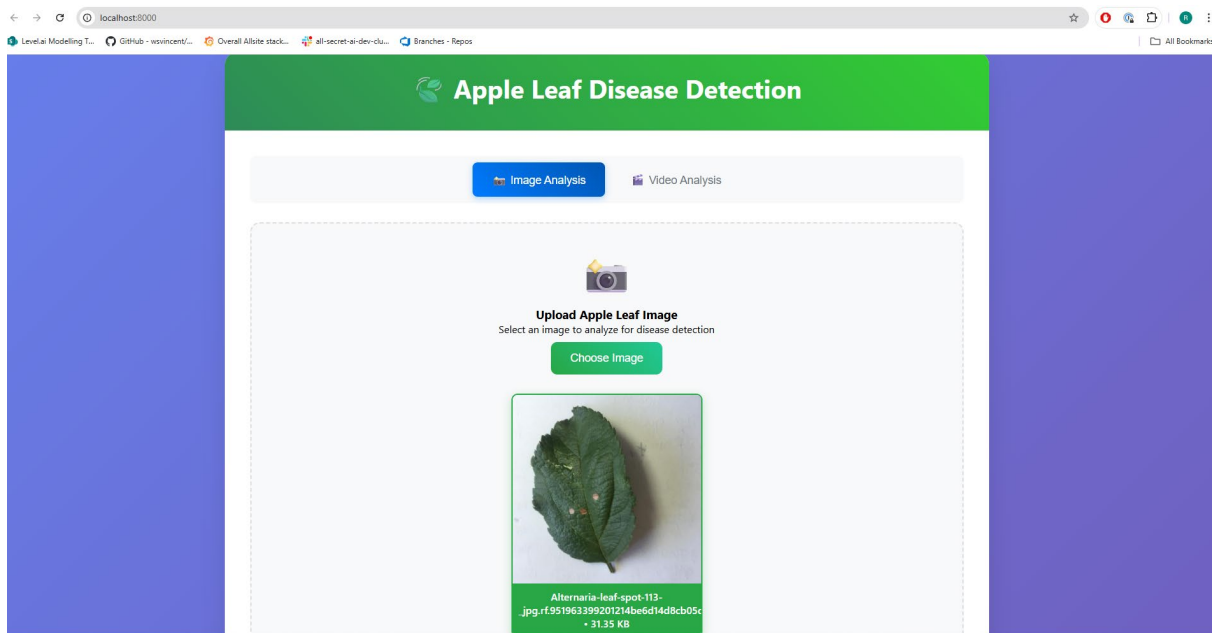 localhost:8000
Level.ai Modelling T... GitHub - wsvincent/... Overall Allsite stack... all-secret-ai-dev-clu... Branches - Repos All Bookmarks
Apple Leaf Disease Detection
Image Analysis Video Analysis
Upload Apple Leaf Image
Select an image to analyze for disease detection
Choose Image
Alternaria-leaf-spot-113-
_jpg.rf.951963399201214be6d14d8cb05c
• 31.35 KB